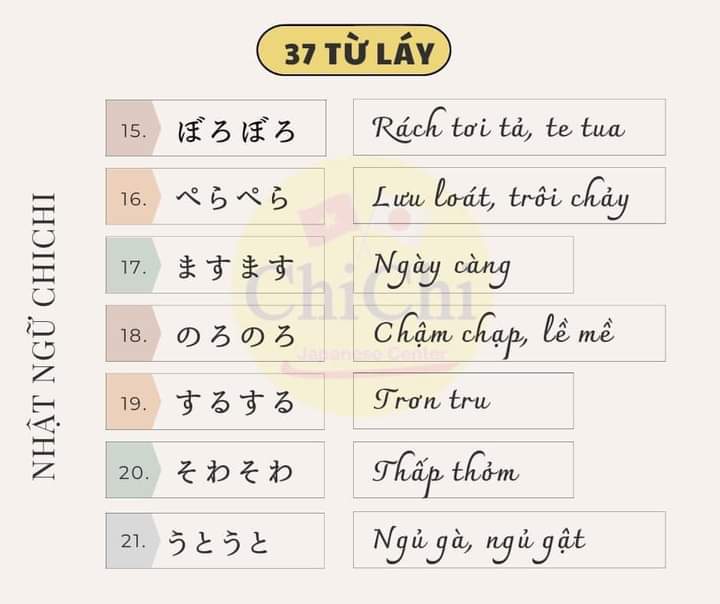 37 TỪ LÁY
15. ぼろぼろ Rách tơi tả, te tua
16. ぺらぺら Lưu loát, trôi chảy
17. ますます Ngày càng
18. のろのろ Chậm chạp, lề mề
19. するする Trơn tru
20. そわそわ Thấp thỏm
21. うとうと Ngủ gà, ngủ gật
NHẬT NGỮ CHICHI
ChiChi
Japanese Center